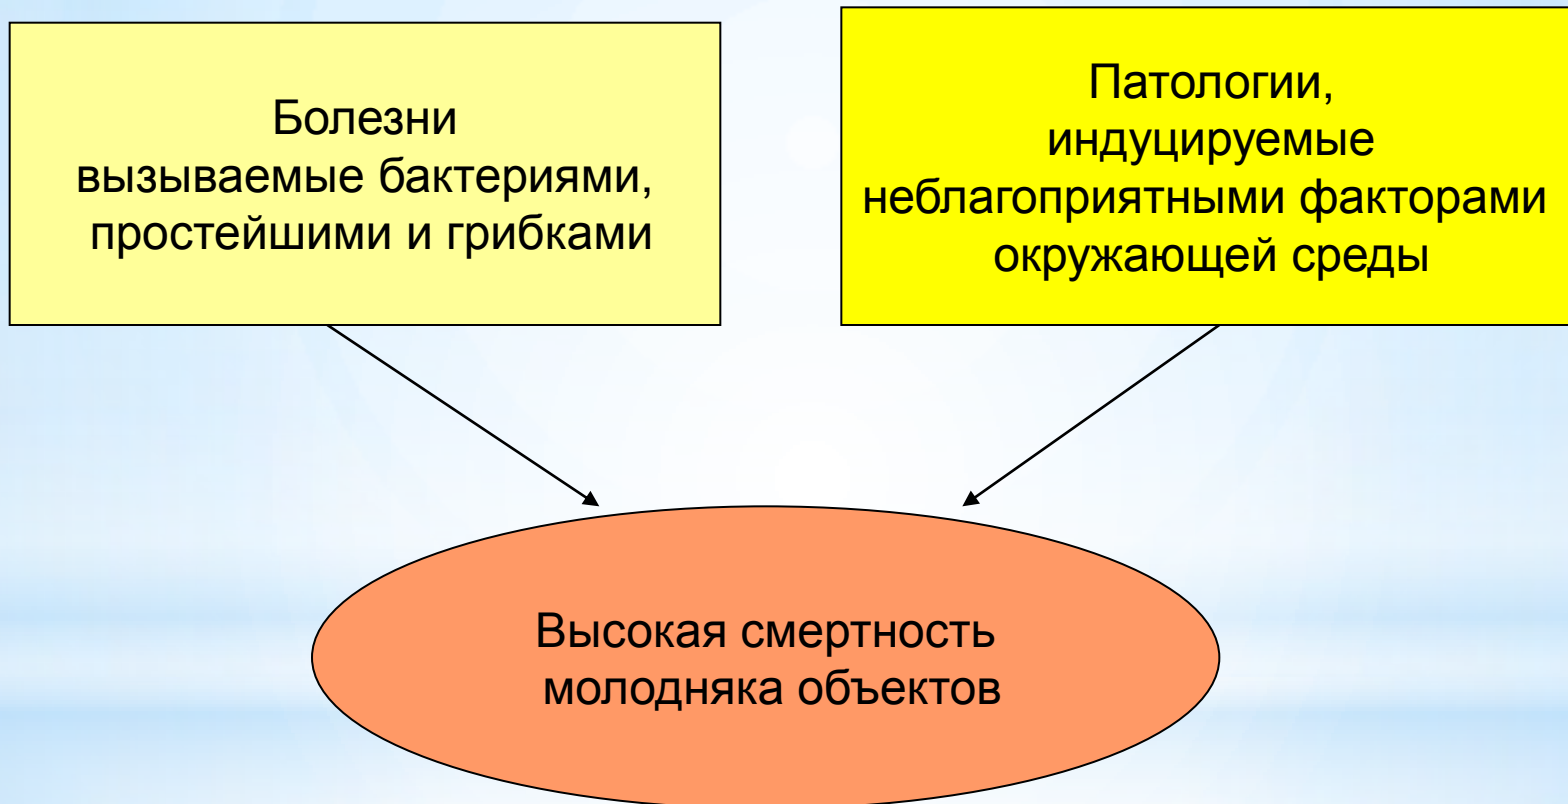 Болезни
вызываемые бактериями,
простейшими и грибками
Патологии,
индуцируемые
неблагоприятными факторами
окружающей среды
Высокая смертность
молодняка объектов